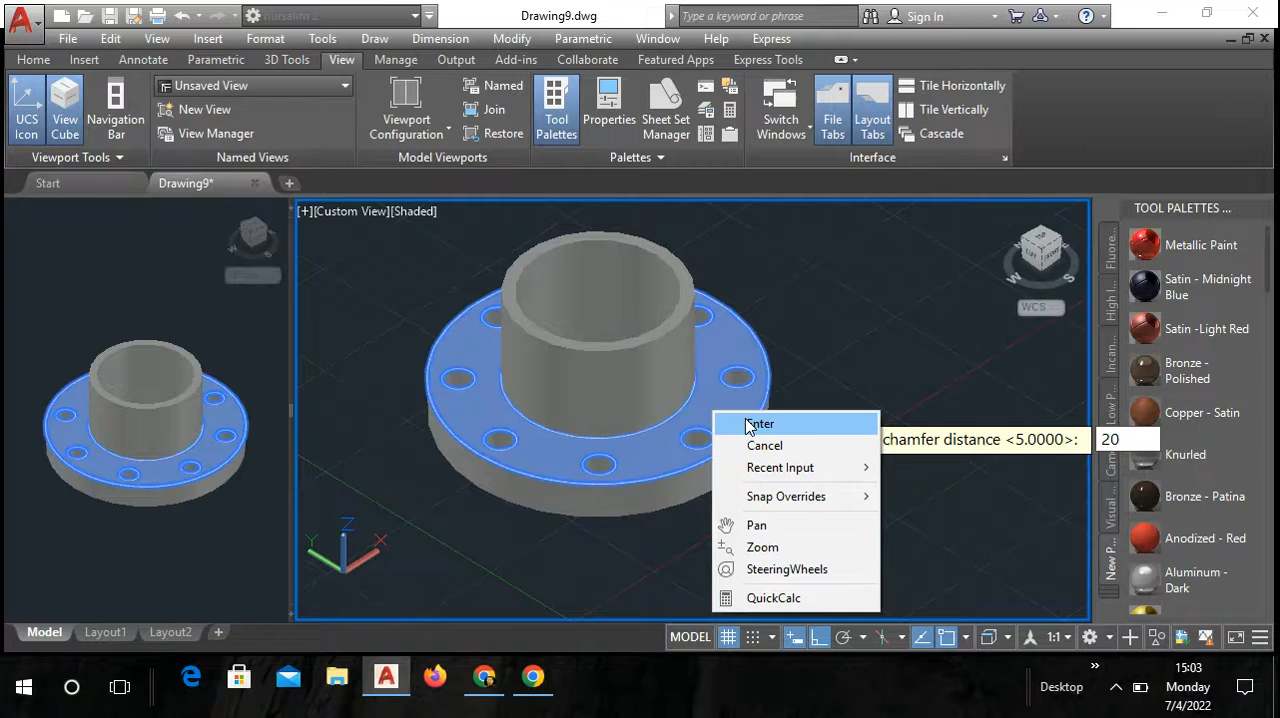 Drawing9.dwg
Type a keyword or phrase
Sign In
File Edit View Insert Format Tools Draw Dimension Modify Parametric Window Help Express
Home Insert Annotate Parametric 3D Tools View Manage Output Add-ins Collaborate Featured Apps Express Tools
UCS Icon
View Cube
Navigation Bar
Viewport Tools
Unsaved View
New View
View Manager
Named Views
Viewport Configuration
Named
Join
Restore
Model Viewports
Tool Palettes
Properties
Sheet Set Manager
Palettes
Switch Windows
File Tabs
Layout Tabs
Tile Horizontally
Tile Vertically
Cascade
Interface
Start
Drawing9*
[+][Custom View][Shaded]
W
S
WCS
Z
Y
X
Enter
Cancel
Recent Input
Snap Overrides
Pan
Zoom
SteeringWheels
QuickCalc
chamfer distance <5.0000>:
20
TOOL PALETTES ...
Fluore...
High I...
Incan...
Low P...
Visual ...
New P...
Metallic Paint
Satin - Midnight
Blue
Satin -Light Red
Bronze -
Polished
Copper - Satin
Knurled
Bronze - Patina
Anodized - Red
Aluminum -
Dark
Model Layout1 Layout2 +
MODEL
1:1
Desktop
15:03
Monday
7/4/2022